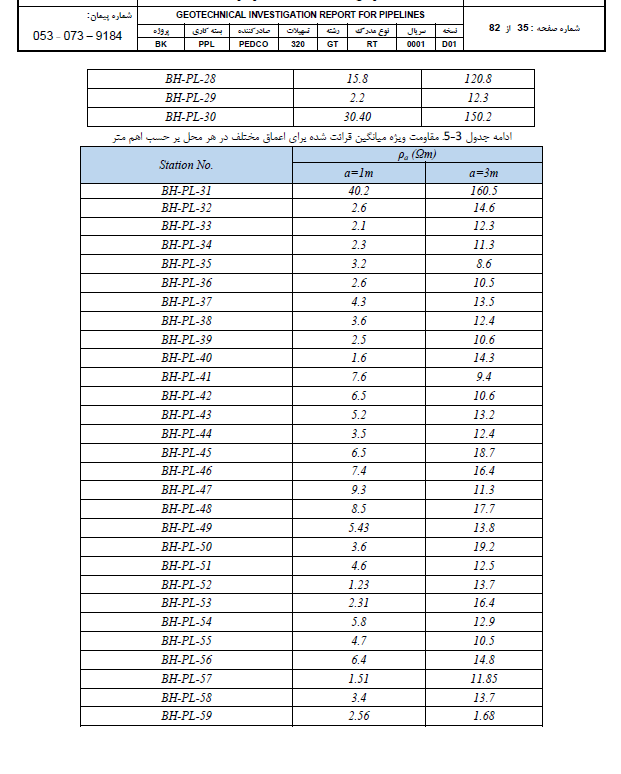 شماره پیمان:
053 - 073 – 9184
GEOTECHNICAL INVESTIGATION REPORT FOR PIPELINES
شماره صفحه : 35 از 82
پروژه بسته کاری صادرکننده تسهیلات رشته نوع مدرک سریال نسخه
BK PPL PEDCO 320 GT RT 0001 D01
BH-PL-28 15.8 120.8
BH-PL-29 2.2 12.3
BH-PL-30 30.40 150.2
ادامه جدول 3-5. مقاومت ویژه میانگین قرائت شده برای اعماق مختلف در هر محل بر حسب اهم متر
Station No. ρa (Ωm)
a=1m a=3m
BH-PL-31 40.2 160.5
BH-PL-32 2.6 14.6
BH-PL-33 2.1 12.3
BH-PL-34 2.3 11.3
BH-PL-35 3.2 8.6
BH-PL-36 2.6 10.5
BH-PL-37 4.3 13.5
BH-PL-38 3.6 12.4
BH-PL-39 2.5 10.6
BH-PL-40 1.6 14.3
BH-PL-41 7.6 9.4
BH-PL-42 6.5 10.6
BH-PL-43 5.2 13.2
BH-PL-44 3.5 12.4
BH-PL-45 6.5 18.7
BH-PL-46 7.4 16.4
BH-PL-47 9.3 11.3
BH-PL-48 8.5 17.7
BH-PL-49 5.43 13.8
BH-PL-50 3.6 19.2
BH-PL-51 4.6 12.5
BH-PL-52 1.23 13.7
BH-PL-53 2.31 16.4
BH-PL-54 5.8 12.9
BH-PL-55 4.7 10.5
BH-PL-56 6.4 14.8
BH-PL-57 1.51 11.85
BH-PL-58 3.4 13.7
BH-PL-59 2.56 1.68